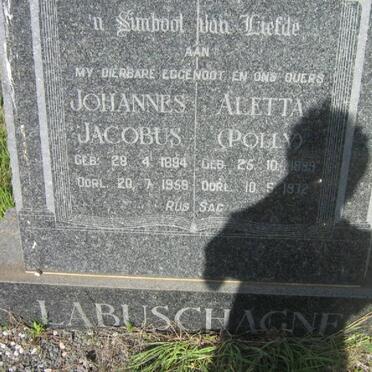 'n Simbool van Liefde
AAN
MY DIERBARE EGGENOOT EN ONS OUERS
JOHANNES ALETTA
JACOBUS (POLLY)
GEB: 28 4. 1894 GEB: 25. 10. 1899
OORL. 20. 7. 1958 OORL. 10. 5. 1972
RUS SAG
LABUSCHAGNE